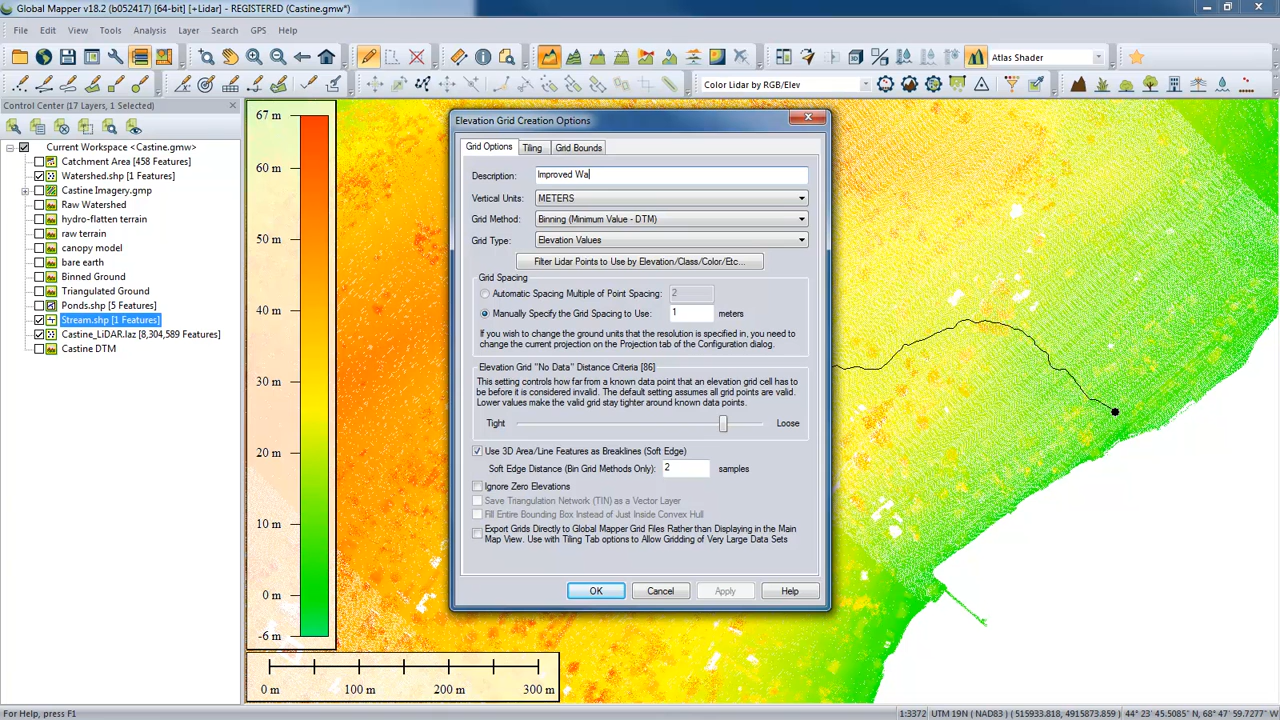 Global Mapper v18.2 (b052417) [64-bit] [+Lidar] - REGISTERED (Castine.gmw*)
File Edit View Tools Analysis Layer Search GPS Help
Atlas Shader
Color Lidar by RGB/Elev
Control Center (17 Layers, 1 Selected)
Current Workspace <Castine.gmw>
Catchment Area [458 Features]
Watershed.shp [1 Features]
Castine Imagery.gmp
Raw Watershed
hydro-flatten terrain
raw terrain
canopy model
bare earth
Binned Ground
Triangulated Ground
Ponds.shp [5 Features]
Stream.shp [1 Features]
Castine_LiDAR.laz [8,304,589 Features]
Castine DTM
67 m
60 m
50 m
40 m
30 m
20 m
10 m
0 m
-6 m
0 m 100 m 200 m 300 m
Elevation Grid Creation Options
Grid Options Tiling Grid Bounds
Description: Improved Wa
Vertical Units: METERS
Grid Method: Binning (Minimum Value - DTM)
Grid Type: Elevation Values
Filter Lidar Points to Use by Elevation/Class/Color/Etc...
Grid Spacing
Automatic Spacing Multiple of Point Spacing: 2
Manually Specify the Grid Spacing to Use: 1 meters
If you wish to change the ground units that the resolution is specified in you need to
change the current projection on the Projection tab of the Configuration dialog.
Elevation Grid "No Data" Distance Criteria [86]
This setting controls how far from a known data point that an elevation grid cell has to
be before it is considered invalid. The default setting assumes all grid points are valid.
Lower values make the valid grid stay tighter around known data points.
Tight Loose
Use 3D Area/Line Features as Breaklines (Soft Edge)
Soft Edge Distance (Bin Grid Methods Only): 2 samples
Ignore Zero Elevations
Save Triangulation Network (TIN) as a Vector Layer
Fill Entire Bounding Box Instead of Just Inside Convex Hull
Export Grids Directly to Global Mapper Grid Files Rather than Displaying in the Main
Map View. Use with Tiling Tab options to Allow Gridding of Very Large Data Sets
OK Cancel Apply Help
For Help, press F1
1:3372 UTM 19N (NAD83) ( 515933.818, 4915873.859) 44° 23' 45.5085" N, 68° 47' 59.7277" W